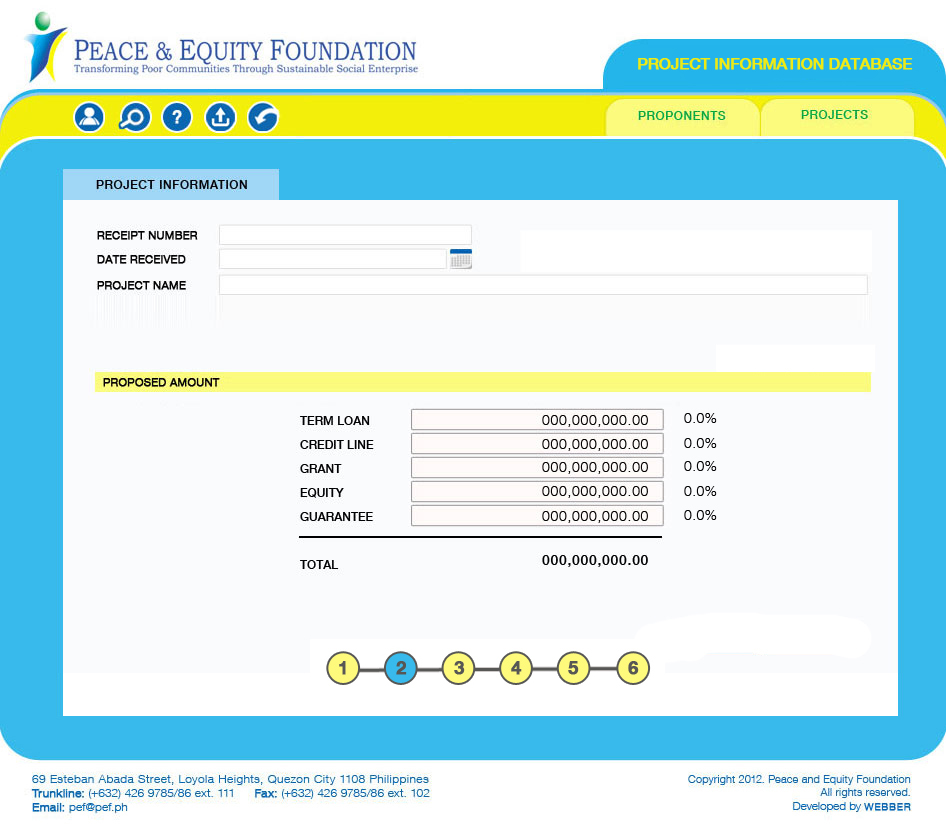 PEACE & EQUITY FOUNDATION
Transforming Poor Communities Through Sustainable Social Enterprise
PROJECT INFORMATION DATABASE
?
PROPONENTS
PROJECTS
PROJECT INFORMATION
RECEIPT NUMBER
DATE RECEIVED
PROJECT NAME
PROPOSED AMOUNT
TERM LOAN 000,000,000.00 0.0%
CREDIT LINE 000,000,000.00 0.0%
GRANT 000,000,000.00 0.0%
EQUITY 000,000,000.00 0.0%
GUARANTEE 000,000,000.00 0.0%
TOTAL 000,000,000.00
1 2 3 4 5 6
69 Esteban Abada Street, Loyola Heights, Quezon City 1108 Philippines
Trunkline: (+632) 426 9785/86 ext. 111 Fax: (+632) 426 9785/86 ext. 102
Email: pef@pef.ph
Copyright 2012. Peace and Equity Foundation
All rights reserved.
Developed by WEBBER